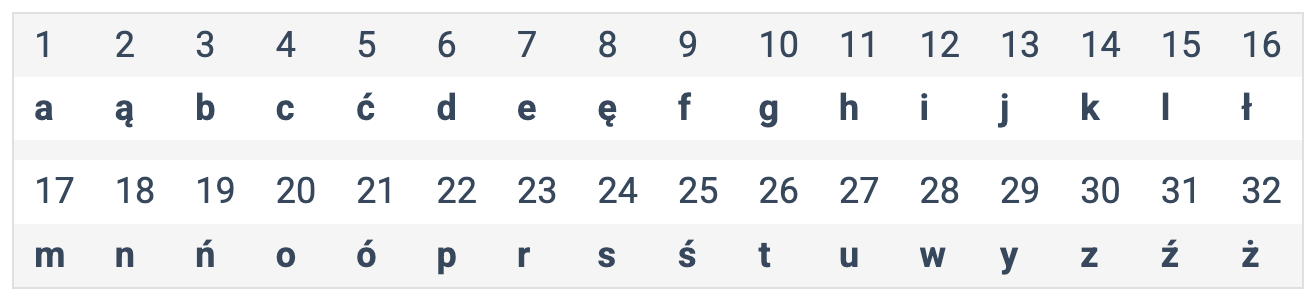 1 2 3 4 5 6 7 8 9 10 11 12 13 14 15 16
a ą b c ć d e ę f g h i j k l ł
17 18 19 20 21 22 23 24 25 26 27 28 29 30 31 32
m n ń o ó p r s ś t u w y z ź ż